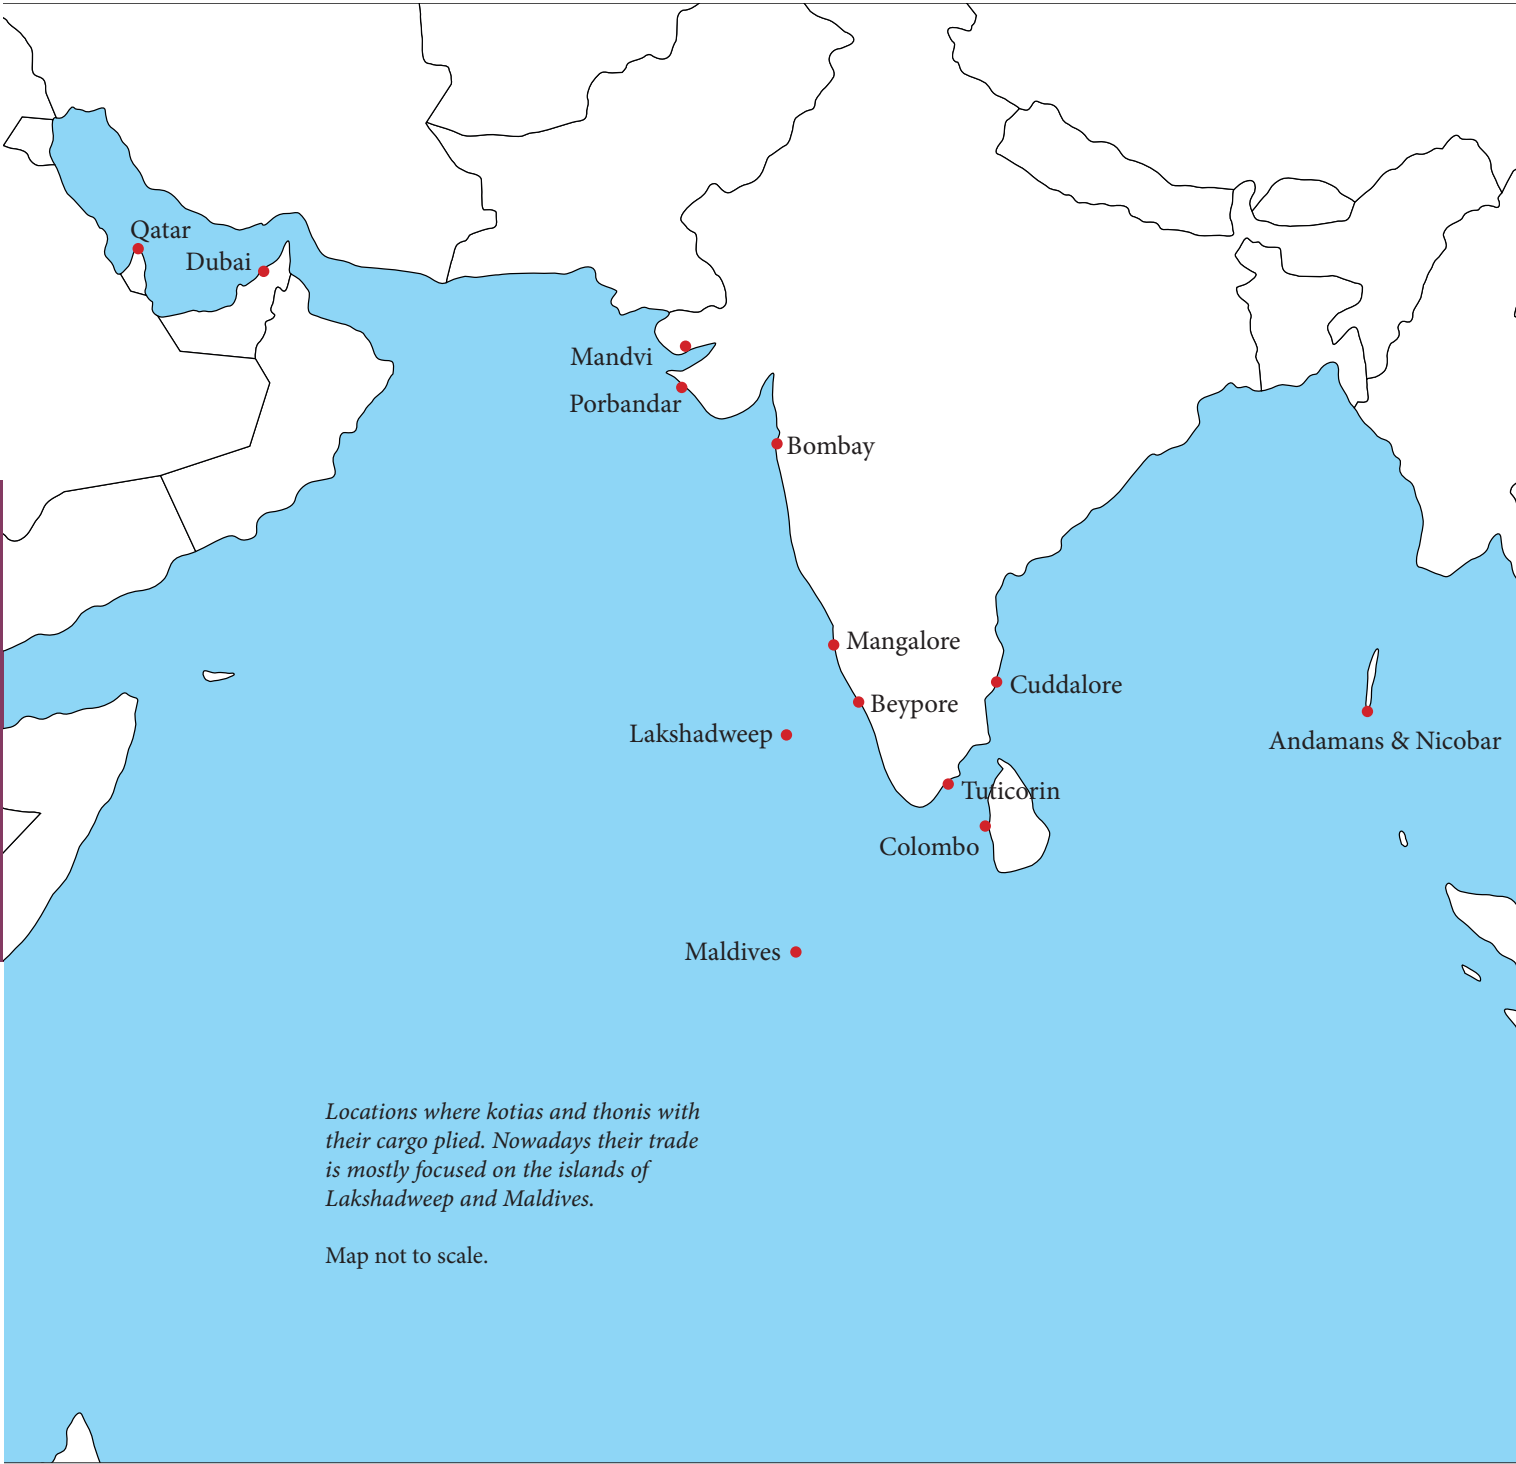 Qatar
Dubai
Mandvi
Porbandar
Bombay
Mangalore
Cuddalore
Beypore
Lakshadweep
Andamans & Nicobar
Tuticorin
Colombo
Maldives
Locations where kotias and thonis with
their cargo plied. Nowadays their trade
is mostly focused on the islands of
Lakshadweep and Maldives.
Map not to scale.